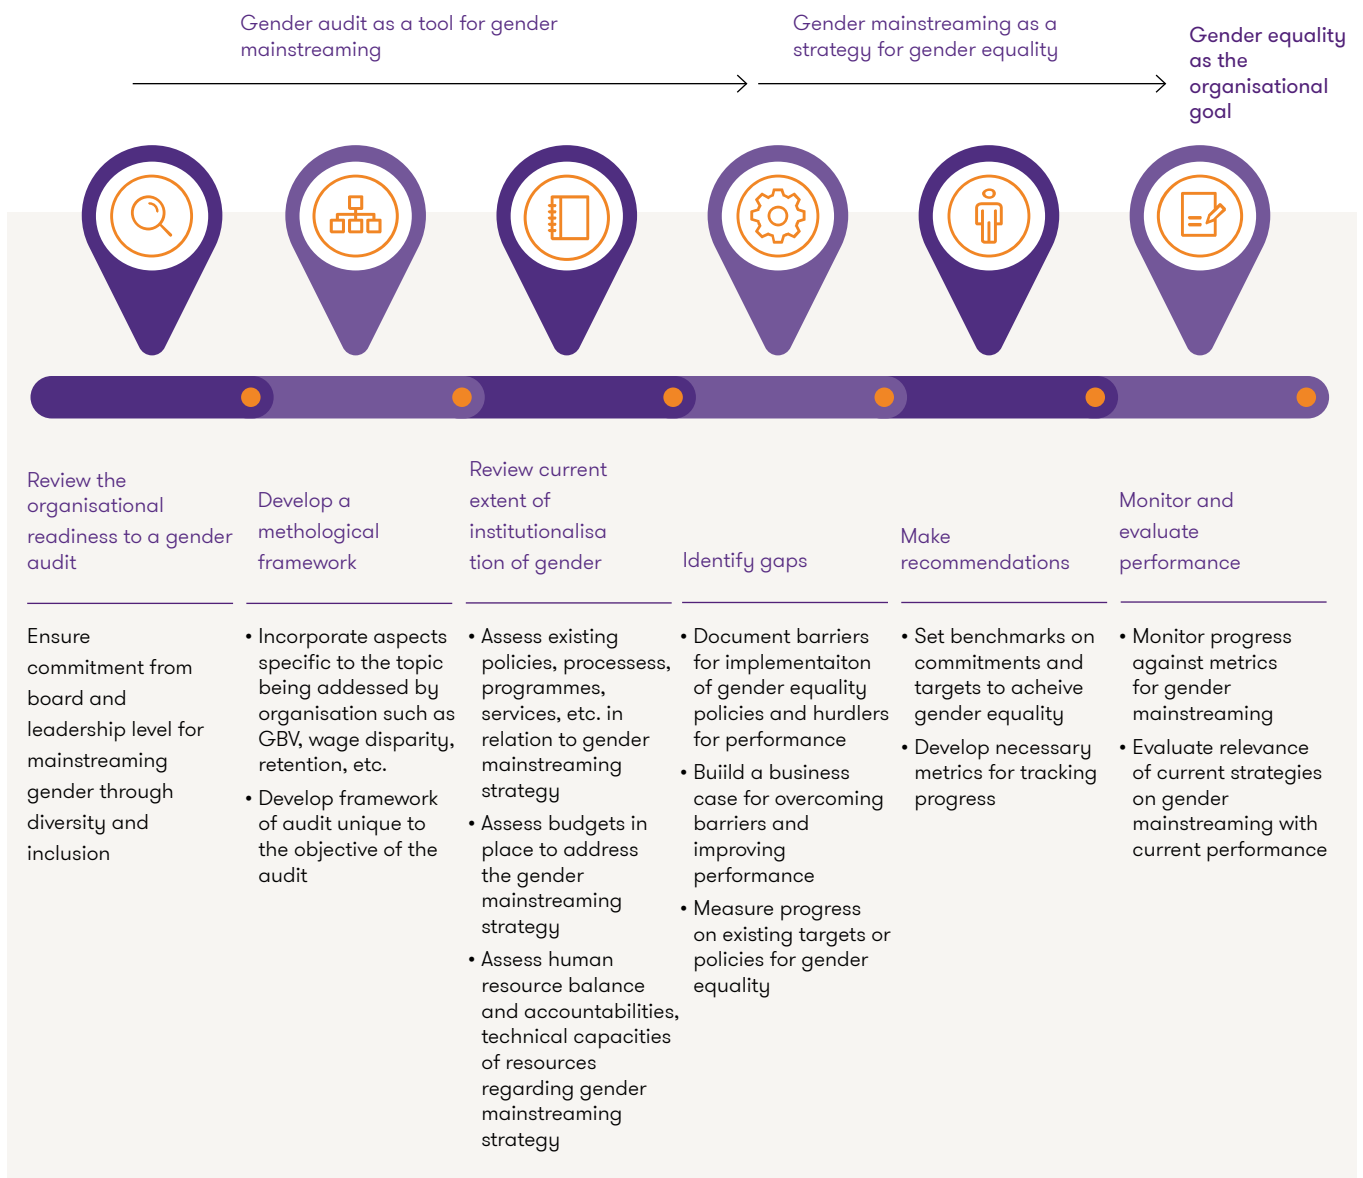 Gender audit as a tool for gender
mainstreaming
Gender mainstreaming as a
strategy for gender equality
Gender equality
as the
organisational
goal
Review the
organisational
readiness to a gender
audit
Ensure
commitment from
board and
leadership level for
mainstreaming
gender through
diversity and
inclusion
Develop a
methological
framework
• Incorporate aspects
specific to the topic
being addressed by
organisation such as
GBV, wage disparity,
retention, etc.
• Develop framework
of audit unique to
the objective of the
audit
Review current
extent of
institutionalisa
tion of gender
• Assess existing
policies, processess,
programmes,
services, etc. in
relation to gender
mainstreaming
strategy
• Assess budgets in
place to address
the gender
mainstreaming
strategy
• Assess human
resource balance
and accountabilities,
technical capacities
of resources
regarding gender
mainstreaming
strategy
Identify gaps
• Document barriers
for implementaiton
of gender equality
policies and hurdlers
for performance
• Buiild a business
case for overcoming
barriers and
improving
performance
• Measure progress
on existing targets or
policies for gender
equality
Make
recommendations
• Set benchmarks on
commitments and
targets to acheive
gender equality
• Develop necessary
metrics for tracking
progress
Monitor and
evaluate
performance
• Monitor progress
against metrics
for gender
mainstreaming
• Evaluate relevance
of current strategies
on gender
mainstreaming with
current performance